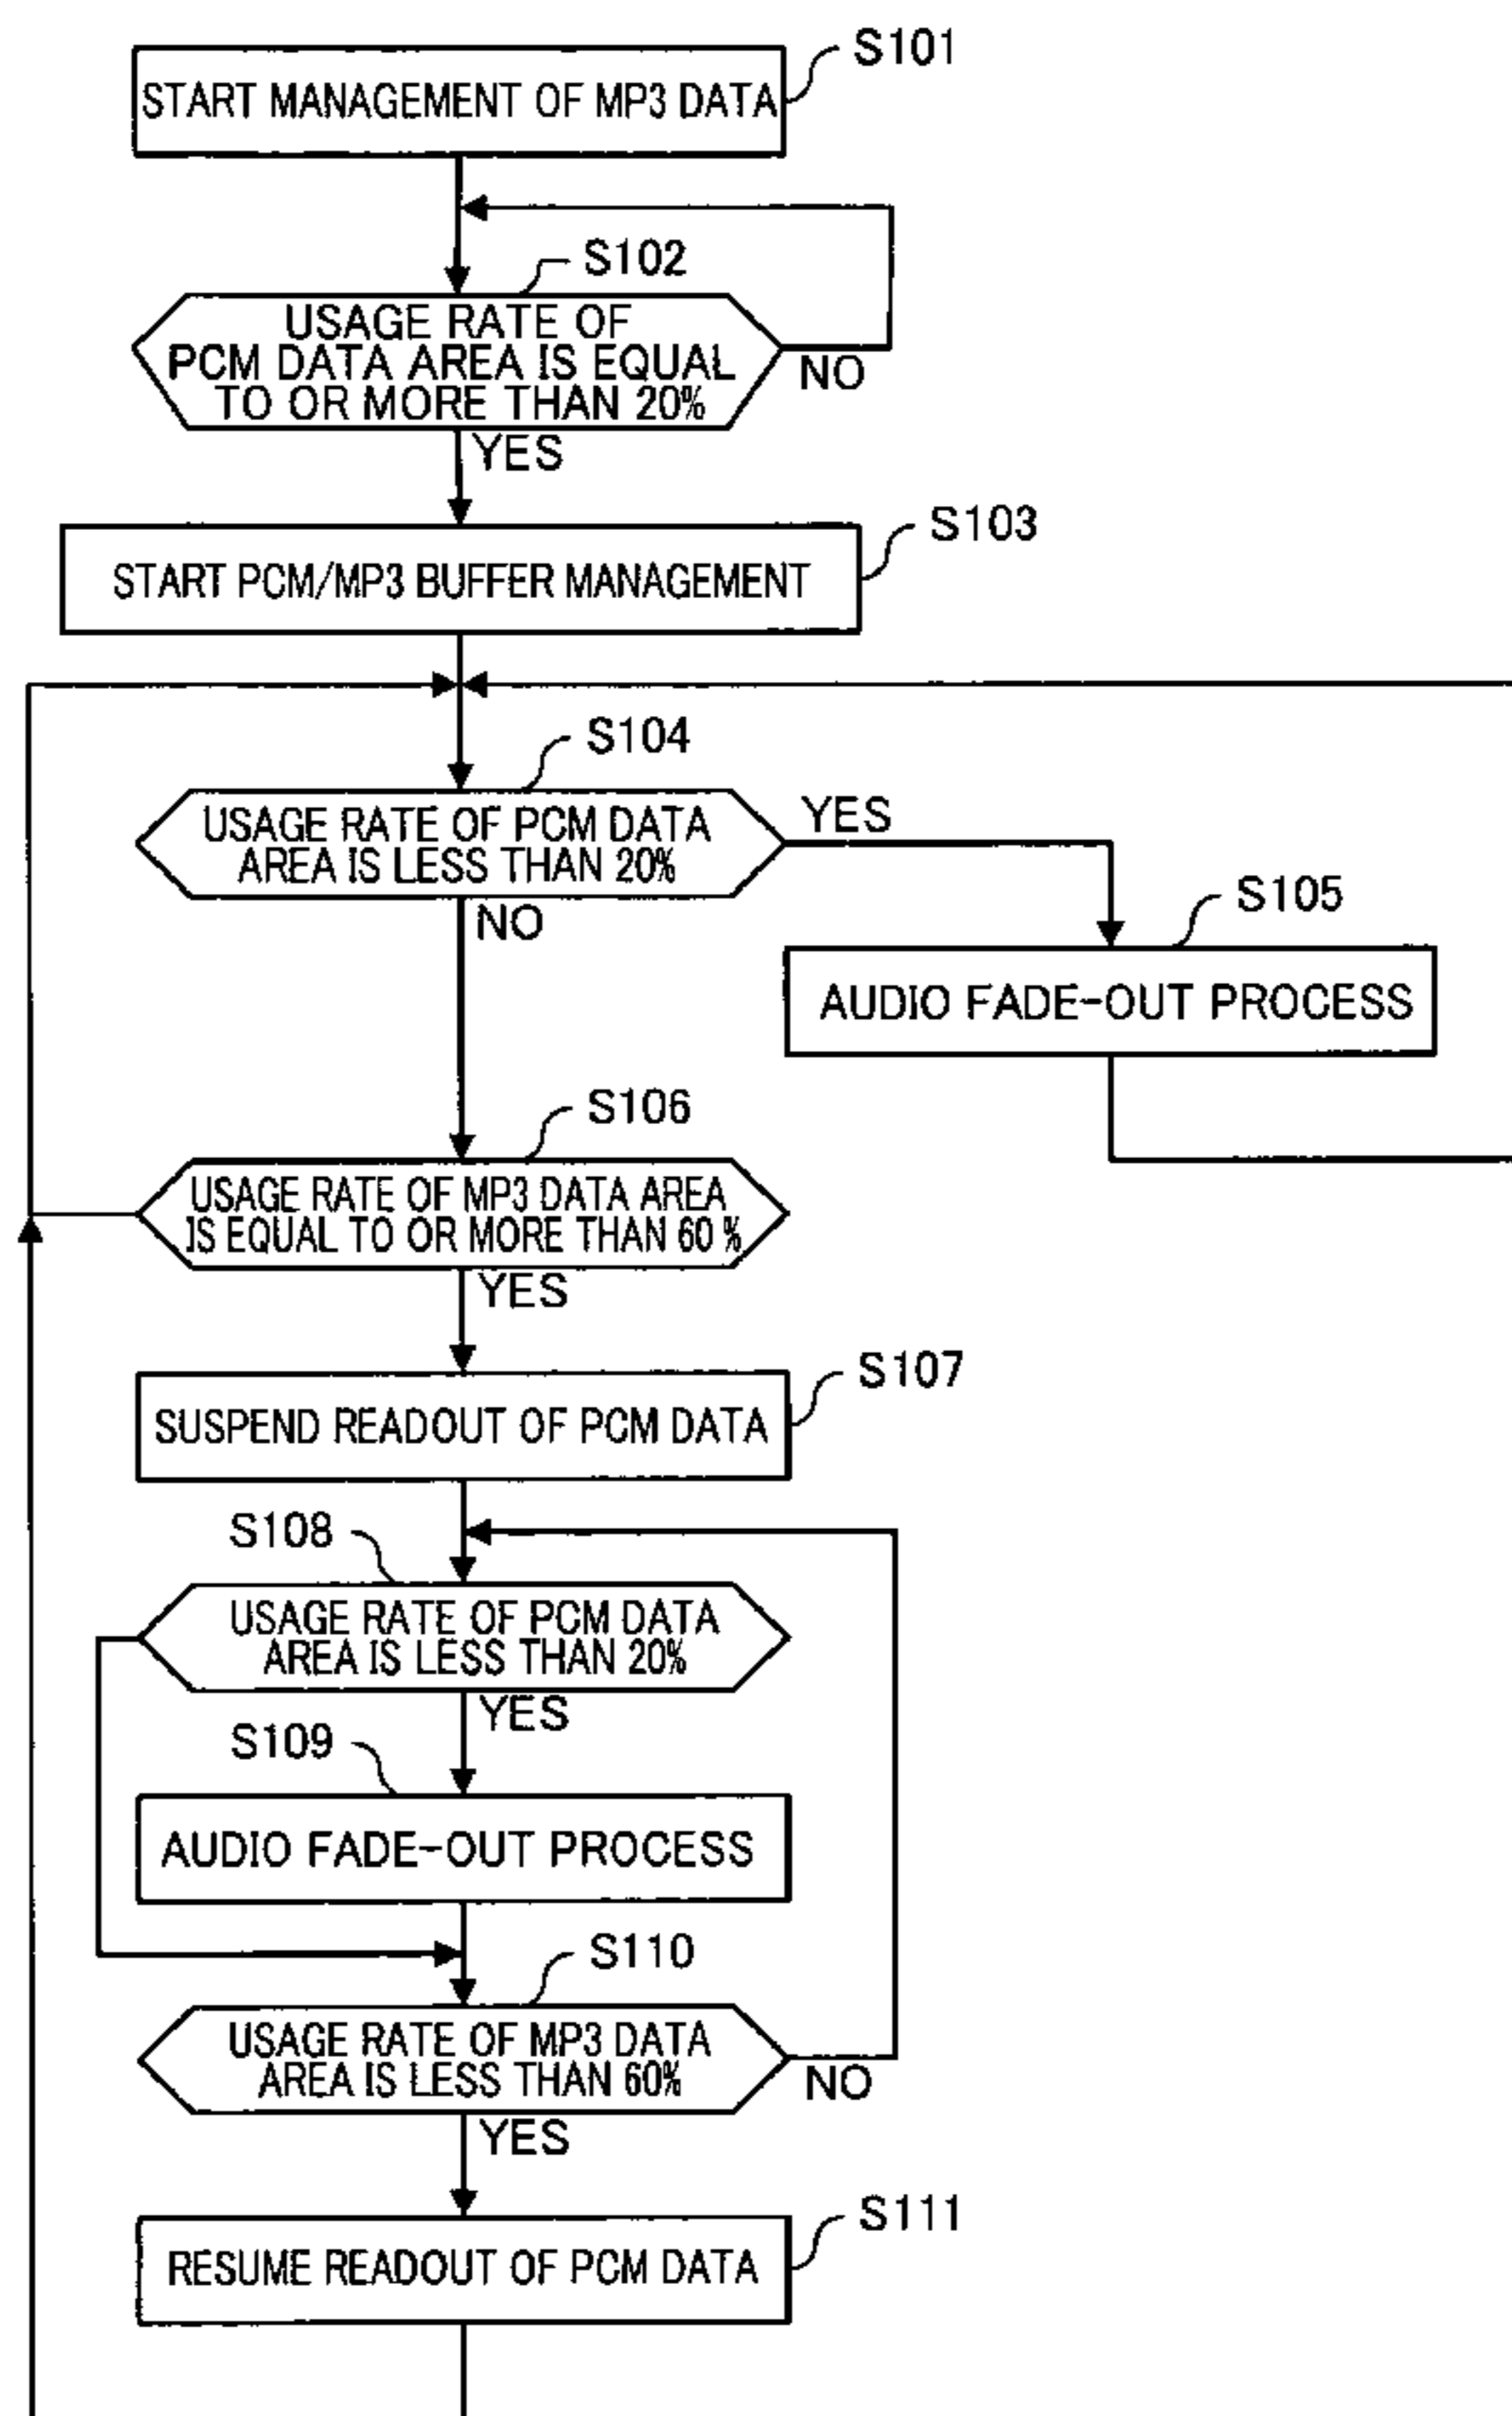 S101
START MANAGEMENT OF MP3 DATA
S102
USAGE RATE OF
PCM DATA AREA IS EQUAL
TO OR MORE THAN 20%
NO
YES
S103
START PCM/MP3 BUFFER MANAGEMENT
S104
USAGE RATE OF PCM DATA
AREA IS LESS THAN 20%
YES
NO
S105
AUDIO FADE-OUT PROCESS
S106
USAGE RATE OF MP3 DATA AREA
IS EQUAL TO OR MORE THAN 60 %
YES
S107
SUSPEND READOUT OF PCM DATA
S108
USAGE RATE OF PCM DATA
AREA IS LESS THAN 20%
YES
S109
AUDIO FADE-OUT PROCESS
S110
USAGE RATE OF MP3 DATA
AREA IS LESS THAN 60%
NO
YES
S111
RESUME READOUT OF PCM DATA